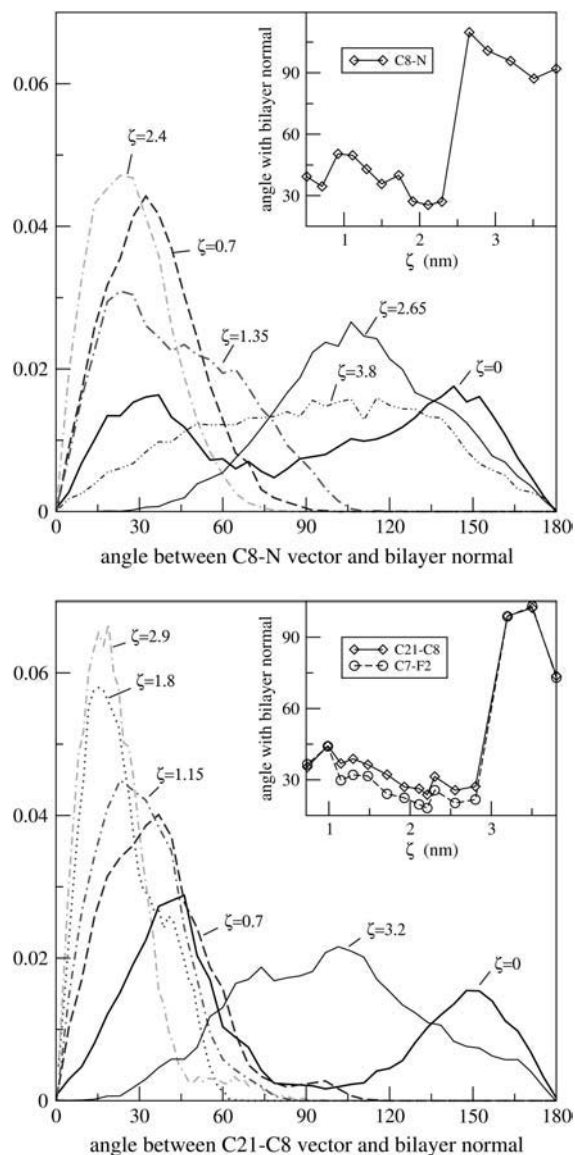 0.06
0.04
0.02
0
ζ=2.4
ζ=0.7
ζ=1.35
ζ=2.65
ζ=3.8
ζ=0
0 30 60 90 120 150 180
angle between C8-N vector and bilayer normal
angle with bilayer normal
90
60
30
C8-N
1 2 3
ζ (nm)
0.06
0.04
0.02
0
ζ=2.9
ζ=1.8
ζ=1.15
ζ=0.7
ζ=3.2
ζ=0
0 30 60 90 120 150 180
angle between C21-C8 vector and bilayer normal
angle with bilayer normal
90
60
30
C21-C8
C7-F2
1 2 3
ζ (nm)